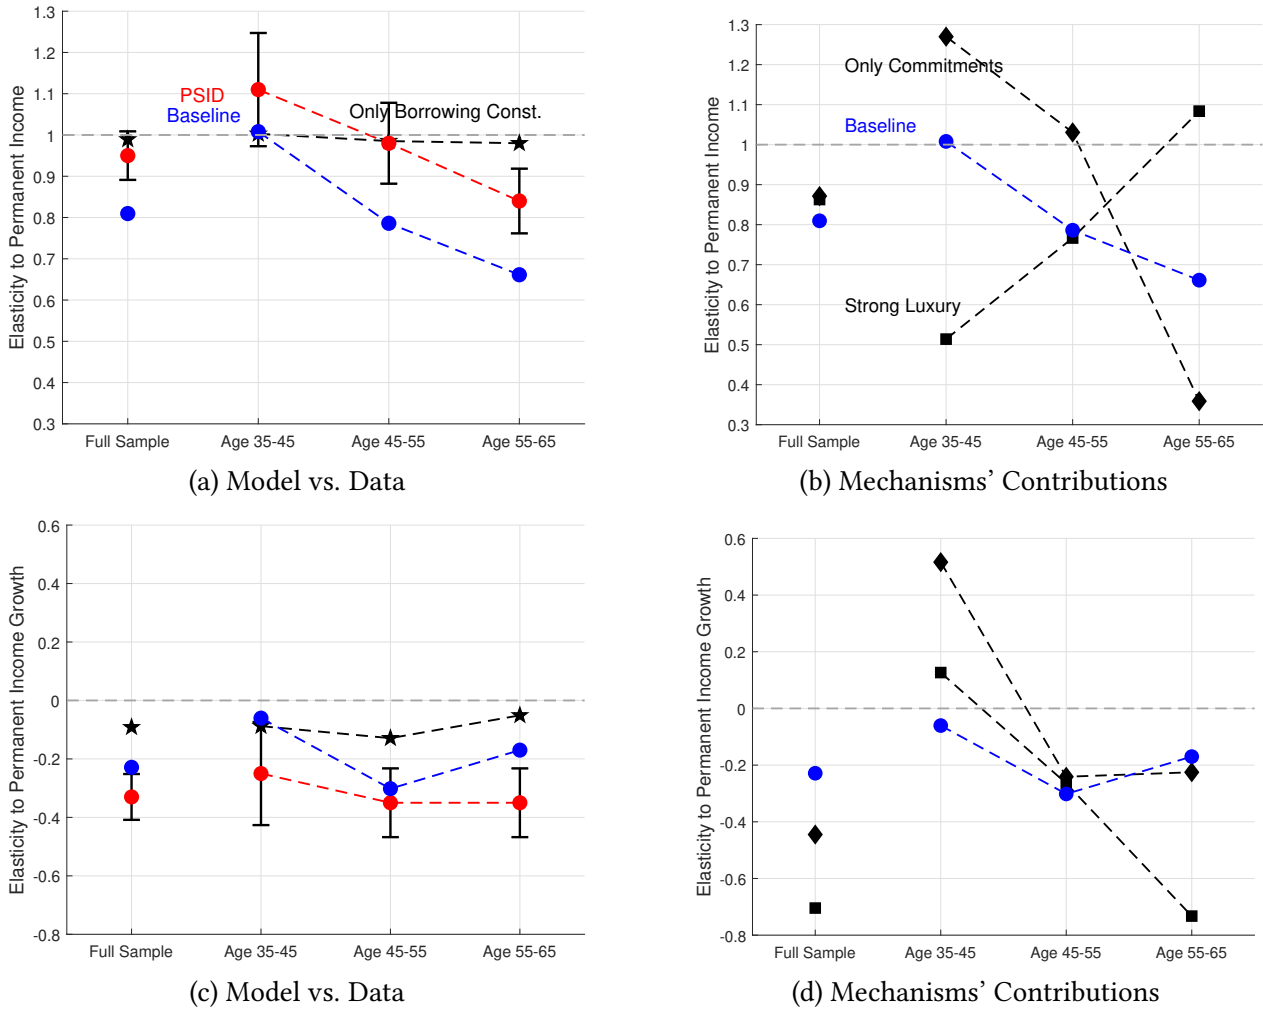 1.3
1.2
1.1
1
0.9
0.8
0.7
0.6
0.5
0.4
0.3
Elasticity to Permanent Income
PSID
Baseline
Only Borrowing Const.
Full Sample
Age 35-45
Age 45-55
Age 55-65
(a) Model vs. Data
1.3
1.2
1.1
1
0.9
0.8
0.7
0.6
0.5
0.4
0.3
Elasticity to Permanent Income
Only Commitments
Baseline
Strong Luxury
Full Sample
Age 35-45
Age 45-55
Age 55-65
(b) Mechanisms' Contributions
0.6
0.4
0.2
0
-0.2
-0.4
-0.6
-0.8
Elasticity to Permanent Income Growth
Full Sample
Age 35-45
Age 45-55
Age 55-65
(c) Model vs. Data
0.6
0.4
0.2
0
-0.2
-0.4
-0.6
-0.8
Elasticity to Permanent Income Growth
Full Sample
Age 35-45
Age 45-55
Age 55-65
(d) Mechanisms' Contributions